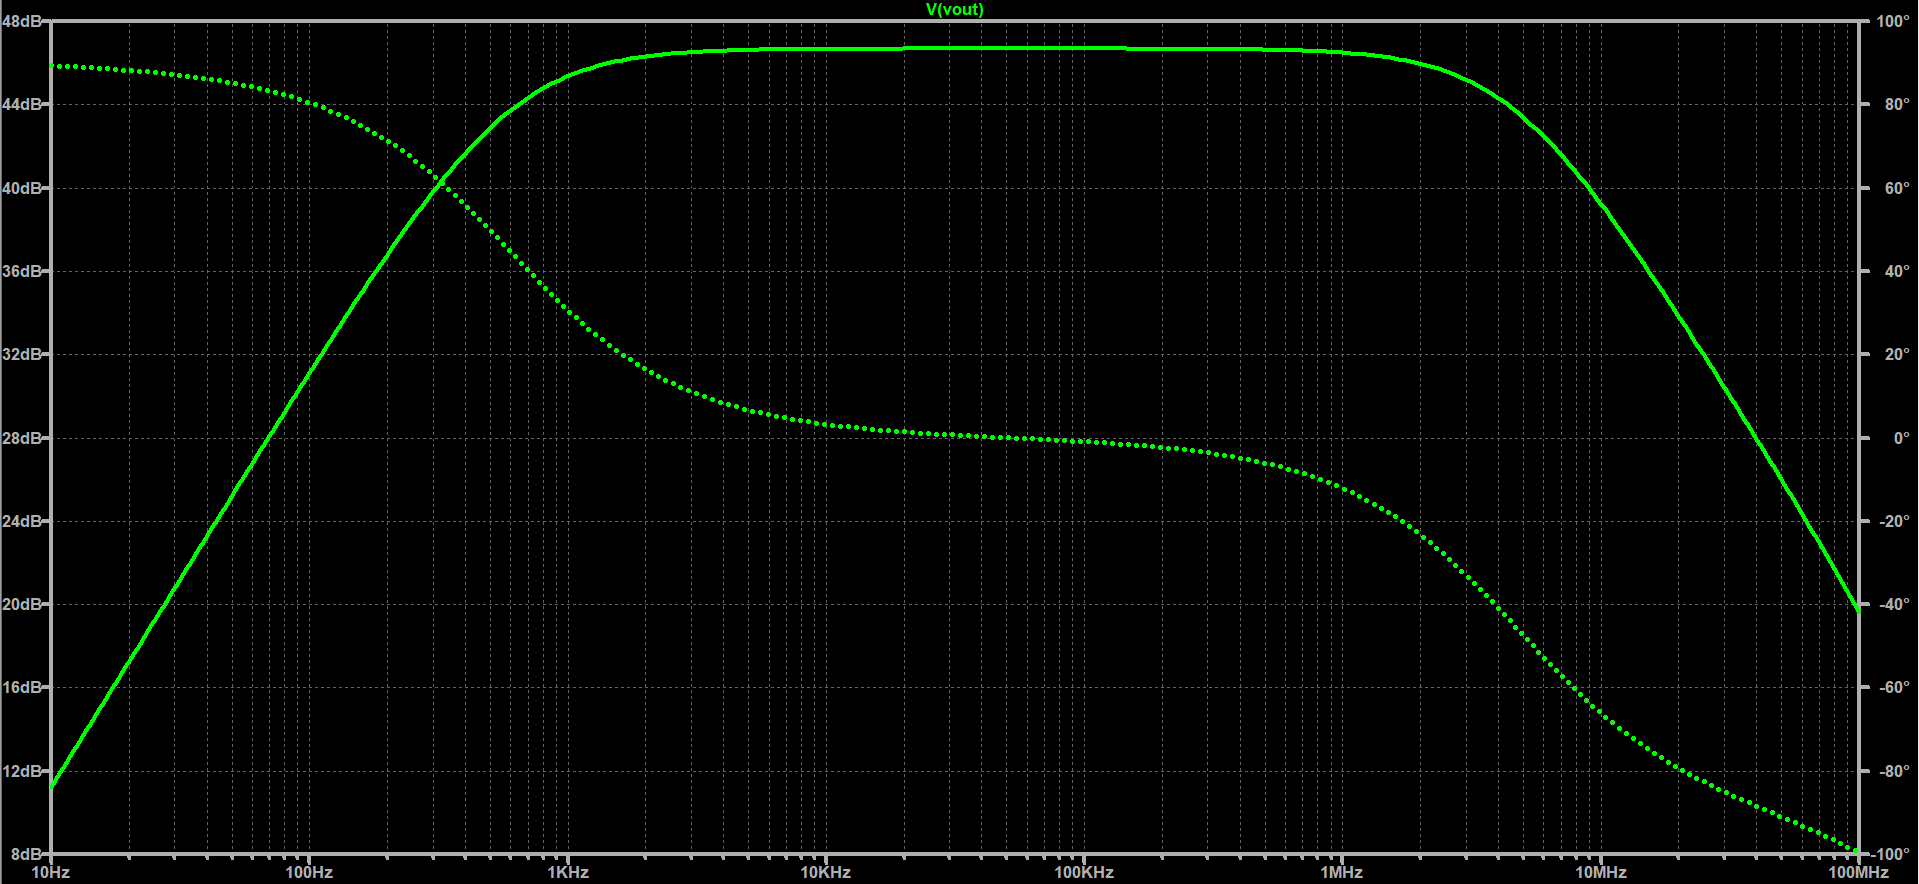 V(vout)
48dB 100°
44dB 80°
40dB 60°
36dB 40°
32dB 20°
28dB 0°
24dB -20°
20dB -40°
16dB -60°
12dB -80°
8dB -100°
10Hz 100Hz 1KHz 10KHz 100KHz 1MHz 10MHz 100MHz